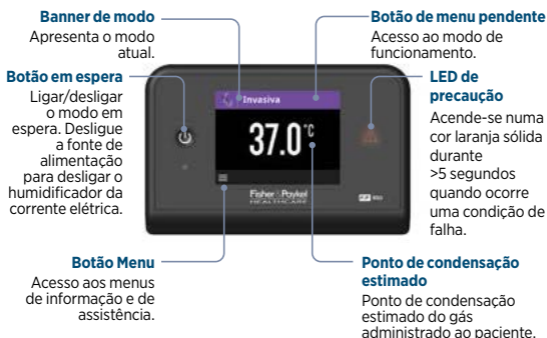 Banner de modo
Apresenta o modo
atual.
Botão em espera
Ligar/desligar
o modo em
espera. Desligue
a fonte de
alimentação
para desligar o
humidificador da
corrente elétrica.
Botão Menu
Acesso aos menus
de informação e de
assistência.
Invasiva
37.0°C
Fisher & Paykel
HEALTHCARE
Botão de menu pendente
Acesso ao modo de
funcionamento.
LED de
precaução
Acende-se numa
cor laranja sólida
durante
>5 segundos
quando ocorre
uma condição de
falha.
Ponto de condensação
estimado
Ponto de condensação
estimado do gás
administrado ao paciente.